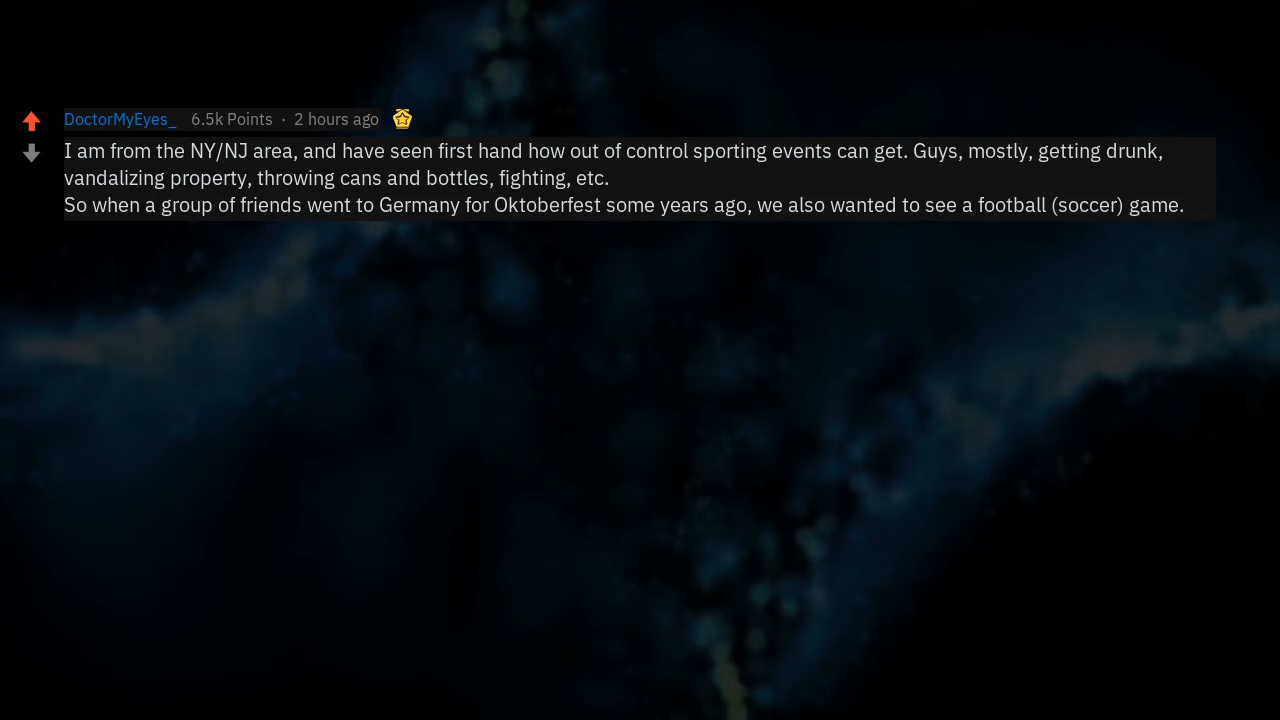 DoctorMyEyes_ 6.5k Points · 2 hours ago
I am from the NY/NJ area, and have seen first hand how out of control sporting events can get. Guys, mostly, getting drunk,
vandalizing property, throwing cans and bottles, fighting, etc.
So when a group of friends went to Germany for Oktoberfest some years ago, we also wanted to see a football (soccer) game.